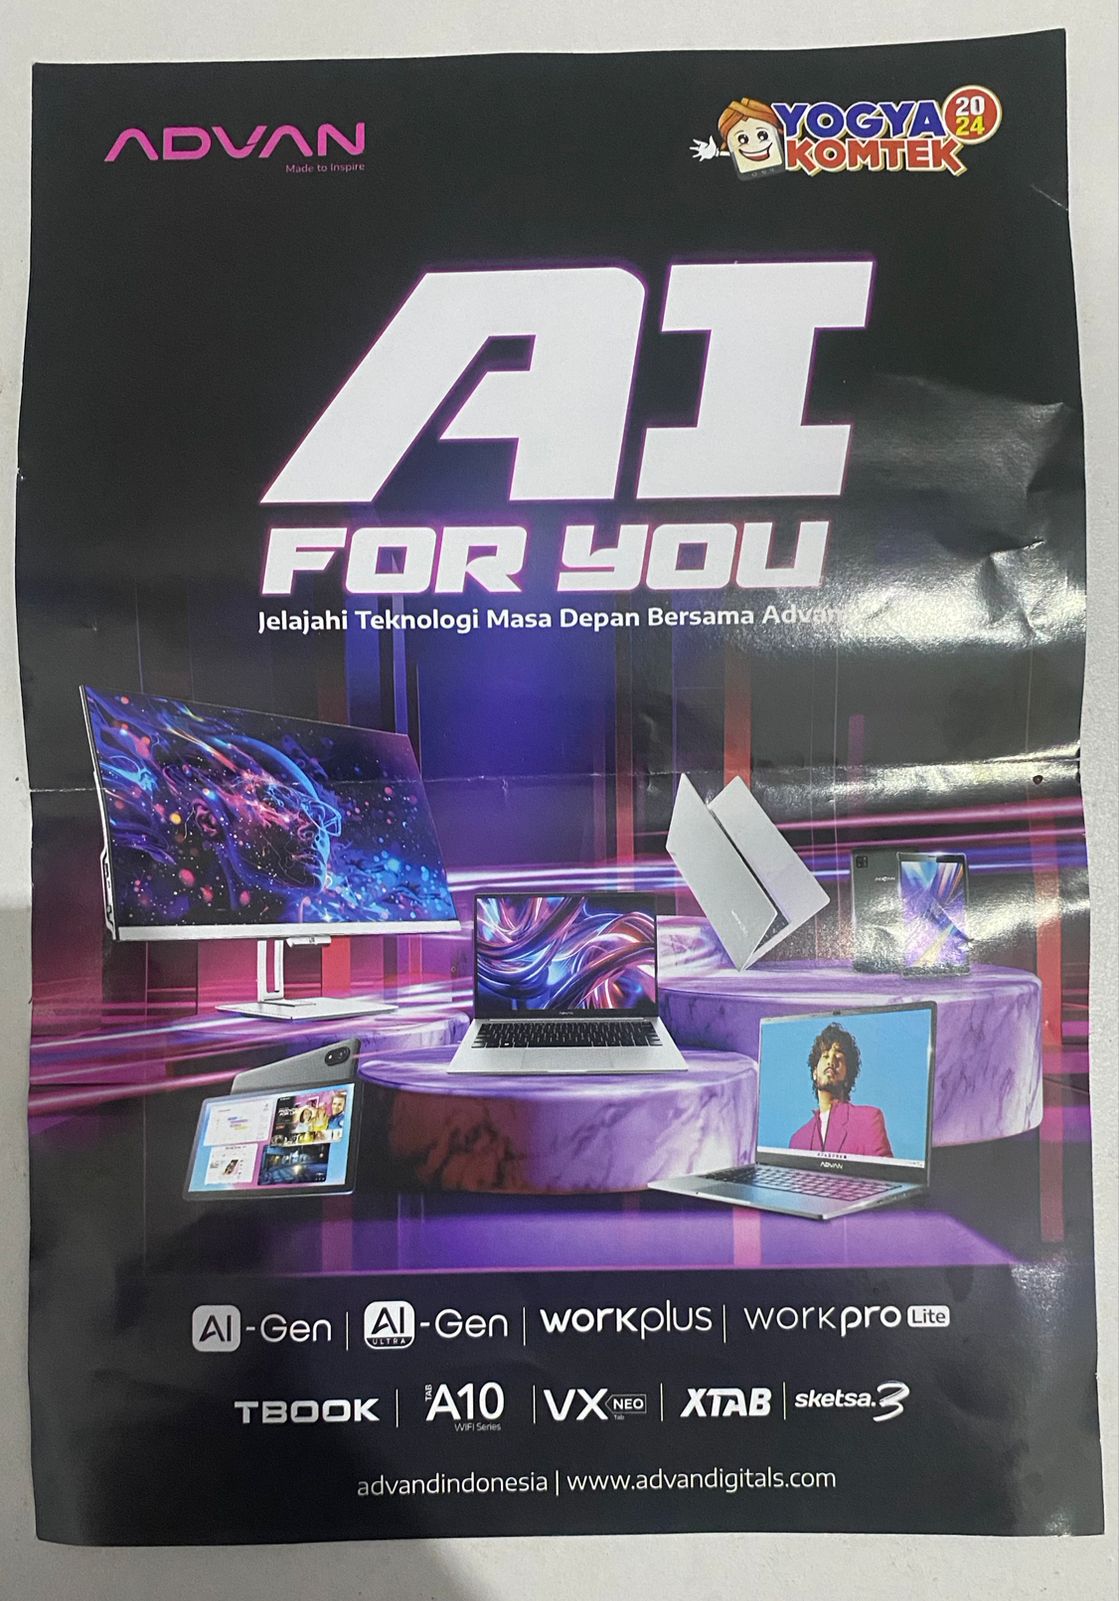 ADVAN
Made to Inspire
YOGYA KOMTEK 2024
AI
FOR YOU
Jelajahi Teknologi Masa Depan Bersama Advan
AI-Gen | AI ULTRA-Gen | workplus | workpro Lite
TBOOK | TAB A10 WIFI Series | VX NEO Tab | XTAB | sketsa.3
advandindonesia | www.advandigitals.com
ADVAN